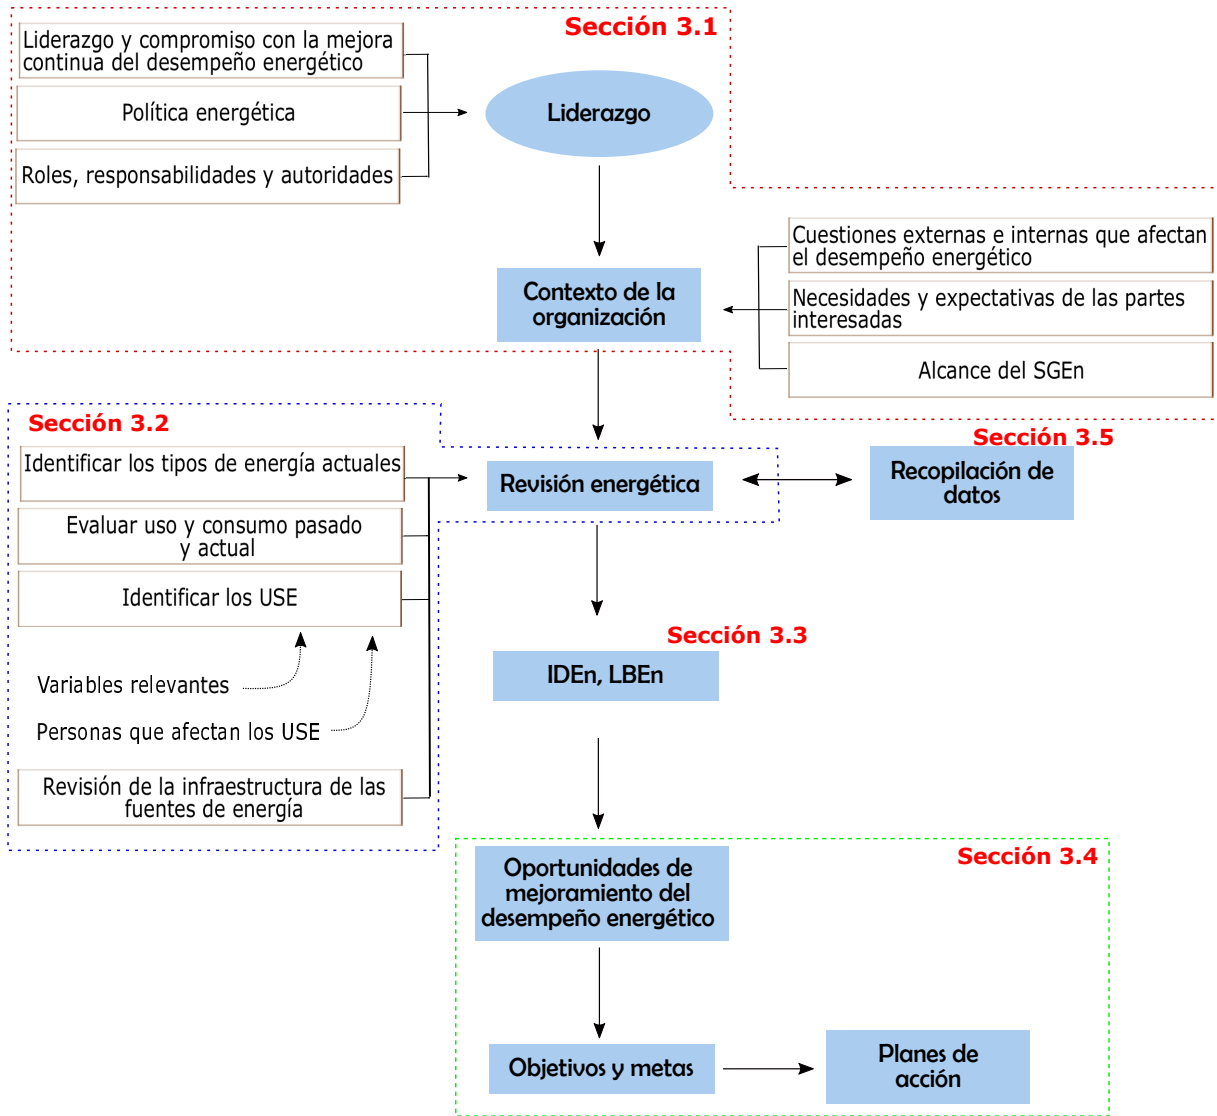 Sección 3.1
Liderazgo y compromiso con la mejora
continua del desempeño energético
Política energética
Roles, responsabilidades y autoridades
Liderazgo
Cuestiones externas e internas que afectan
el desempeño energético
Necesidades y expectativas de las partes
interesadas
Alcance del SGEn
Contexto de la
organización
Sección 3.2
Identificar los tipos de energía actuales
Evaluar uso y consumo pasado
y actual
Identificar los USE
Variables relevantes
Personas que afectan los USE
Revisión de la infraestructura de las
fuentes de energía
Revisión energética
Sección 3.5
Recopilación de
datos
Sección 3.3
IDEn, LBEn
Sección 3.4
Oportunidades de
mejoramiento del
desempeño energético
Objetivos y metas
Planes de
acción